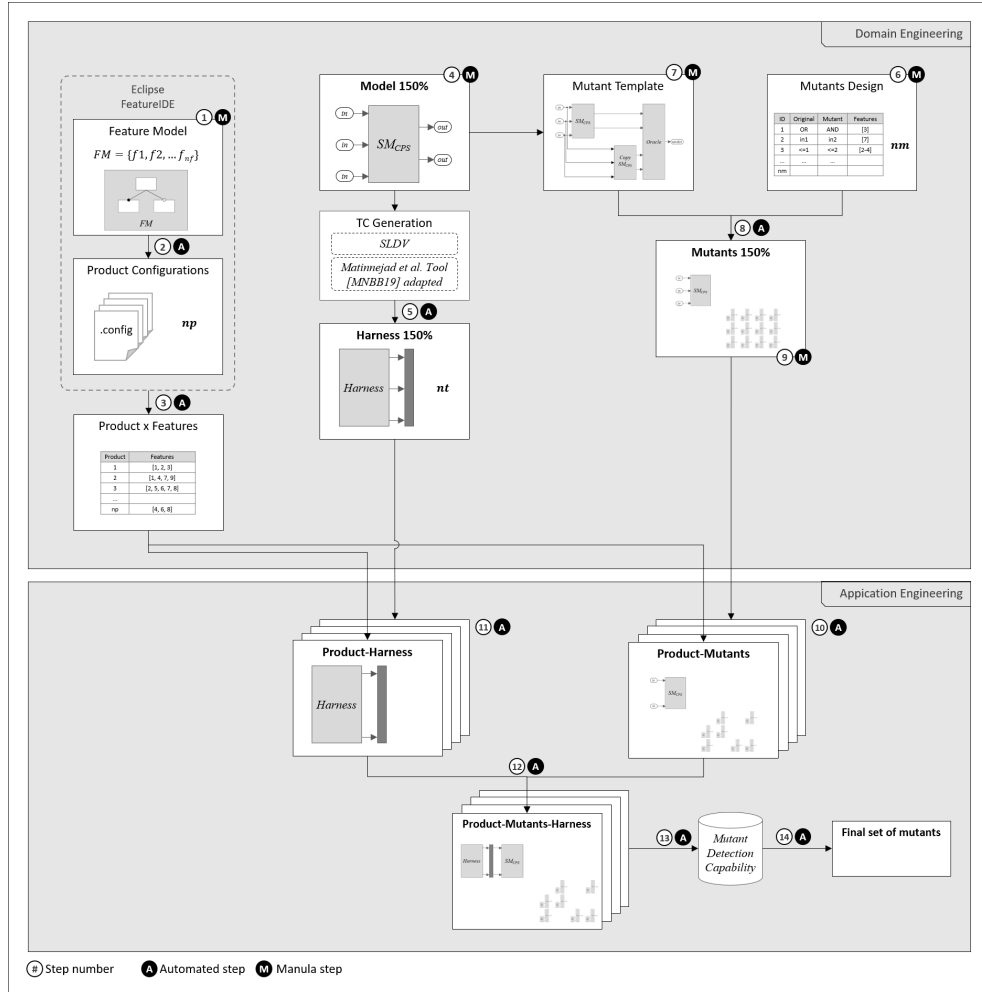 Domain Engineering
Eclipse
FeatureIDE
1 M
Feature Model
FM = {f1, f2, … f_nf}
FM
2 A
Product Configurations
.config
np
3 A
Product x Features
Product Features
1 [1, 2, 3]
2 [1, 4, 7, 9]
3 [2, 5, 6, 7, 8]
...
np [4, 6, 8]
4 M
Model 150%
In
In
In
SM_CPS
out
out
TC Generation
SLDV
Matinnejad et al. Tool
[MNBB19] adapted
5 A
Harness 150%
Harness
nt
7 M
Mutant Template
SM_CPS
Copy
SM_CPS
Oracle
6 M
Mutants Design
ID Original Mutant Features
1 OR AND [3]
2 in1 in2 [7]
3 <=1 <=2 [2-4]
... ... ...
nm
nm
8 A
Mutants 150%
SM_CPS
9 M
Appication Engineering
11 A
Product-Harness
Harness
10 A
Product-Mutants
SM_CPS
12 A
Product-Mutants-Harness
Harness
SM_CPS
13 A
Mutant
Detection
Capability
14 A
Final set of mutants
# Step number A Automated step M Manula step